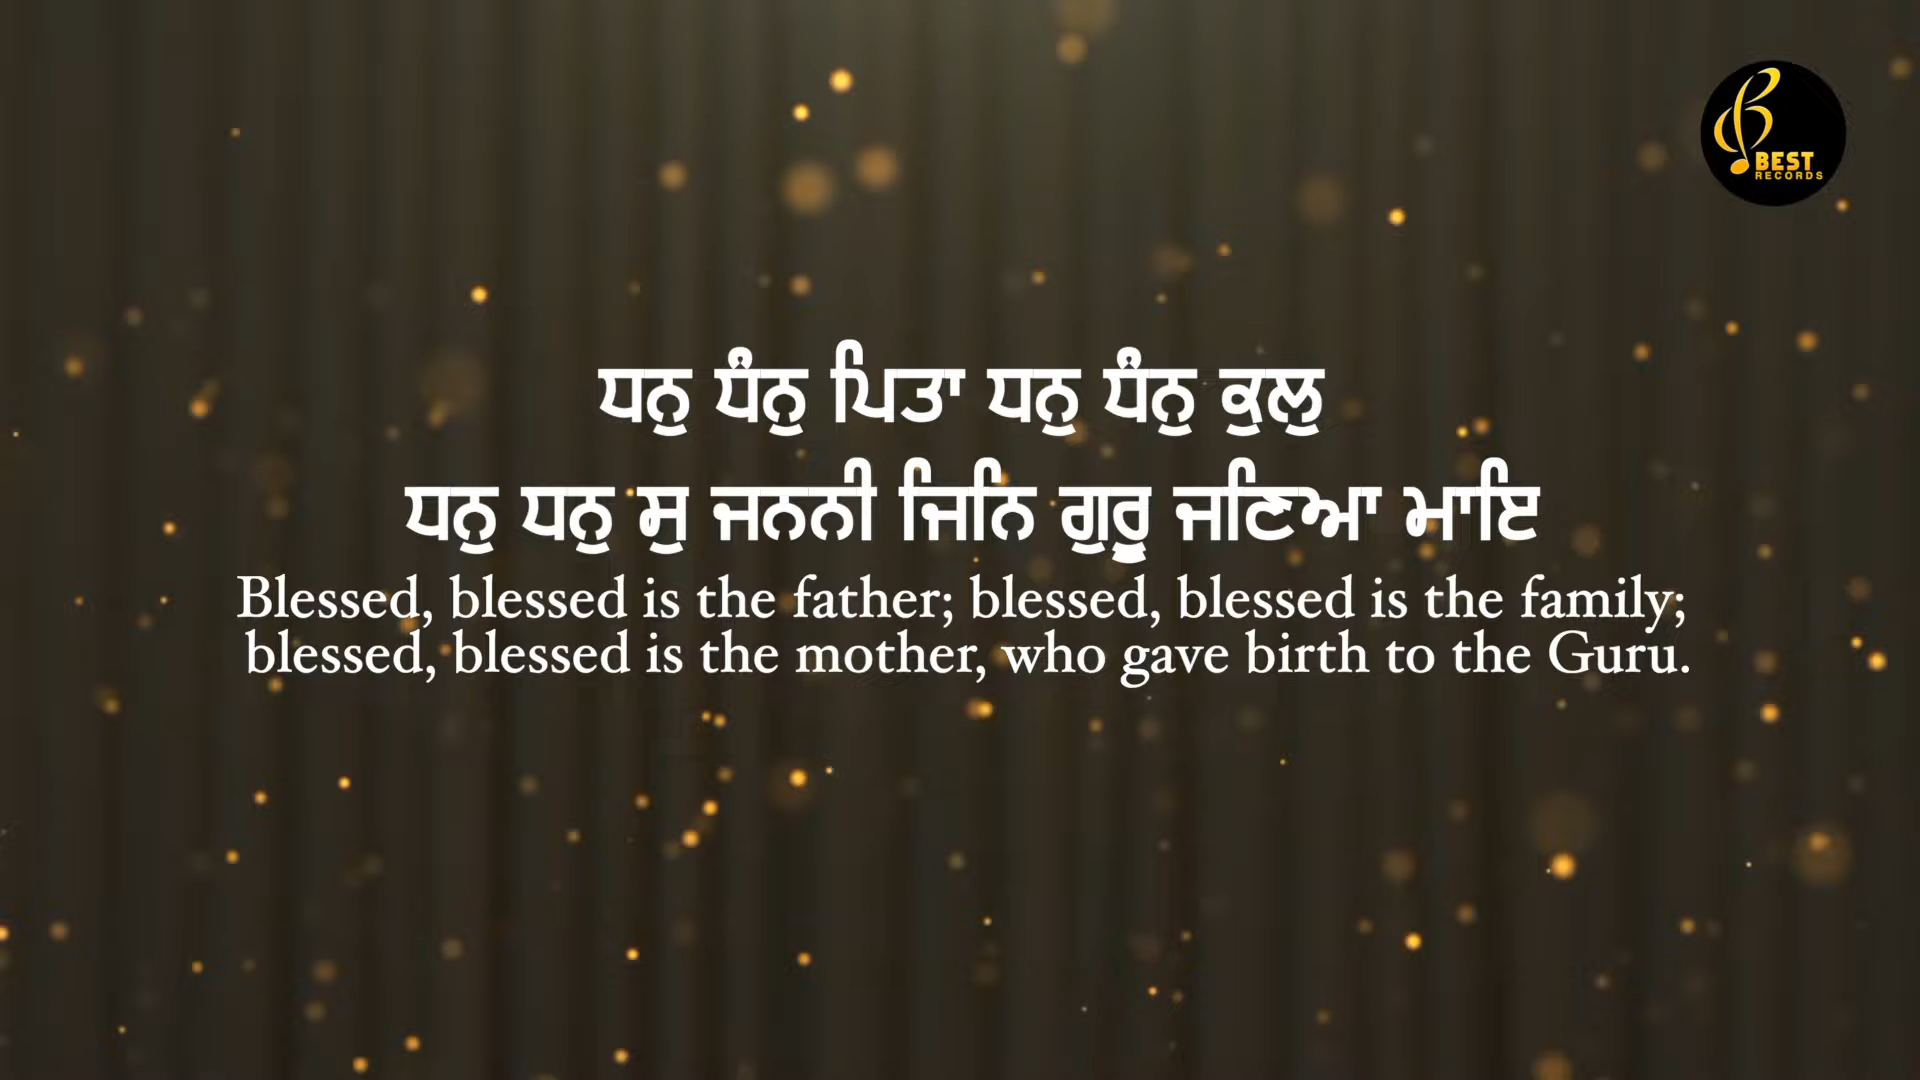 BEST
RECORDS
ਧਨੁ ਧੰਨੁ ਪਿਤਾ ਧਨੁ ਧੰਨੁ ਕੁਲੁ
ਧਨੁ ਧਨੁ ਸੁ ਜਨਨੀ ਜਿਨਿ ਗੁਰੂ ਜਣਿਆ ਮਾਇ
Blessed, blessed is the father; blessed, blessed is the family;
blessed, blessed is the mother, who gave birth to the Guru.